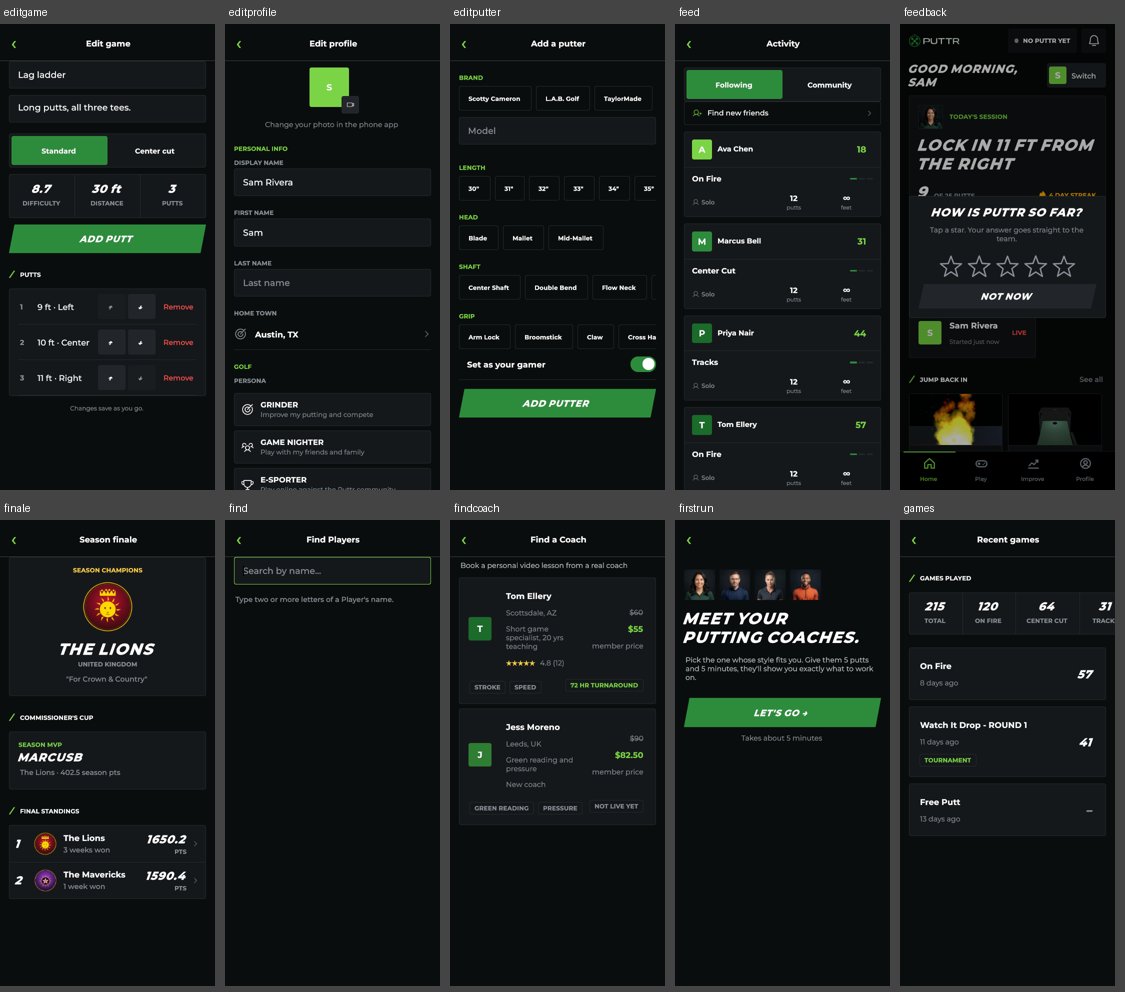 editgame
Edit game
Lag ladder
Long putts, all three tees.
Standard
Center cut
8.7
DIFFICULTY
30 ft
DISTANCE
3
PUTTS
ADD PUTT
PUTTS
1 9 ft · Left Remove
2 10 ft · Center Remove
3 11 ft · Right Remove
Changes save as you go.
editprofile
Edit profile
S
Change your photo in the phone app
PERSONAL INFO
DISPLAY NAME
Sam Rivera
FIRST NAME
Sam
LAST NAME
Last name
HOME TOWN
Austin, TX
GOLF
PERSONA
GRINDER
Improve my putting and compete
GAME NIGHTER
Play with my friends and family
E-SPORTER
Play online against the Puttr community
editputter
Add a putter
BRAND
Scotty Cameron
L.A.B. Golf
TaylorMade
Model
LENGTH
30" 31" 32" 33" 34" 35"
HEAD
Blade Mallet Mid-Mallet
SHAFT
Center Shaft Double Bend Flow Neck
GRIP
Arm Lock Broomstick Claw Cross Ha
Set as your gamer
ADD PUTTER
feed
Activity
Following
Community
Find new friends
A Ava Chen 18
On Fire
Solo
12
putts
∞
feet
M Marcus Bell 31
Center Cut
Solo
12
putts
∞
feet
P Priya Nair 44
Tracks
Solo
12
putts
∞
feet
T Tom Ellery 57
On Fire
Solo
12
putts
∞
feet
feedback
PUTTR
NO PUTTR YET
GOOD MORNING,
SAM
S Switch
TODAY'S SESSION
LOCK IN 11 FT FROM
THE RIGHT
9 OF 25 PUTTS
4 DAY STREAK
HOW IS PUTTR SO FAR?
Tap a star. Your answer goes straight to the
team.
NOT NOW
S Sam Rivera
Started just now
LIVE
JUMP BACK IN
See all
Home
Play
Improve
Profile
finale
Season finale
SEASON CHAMPIONS
THE LIONS
UNITED KINGDOM
"For Crown & Country"
COMMISSIONER'S CUP
SEASON MVP
MARCUSB
The Lions · 402.5 season pts
FINAL STANDINGS
1 The Lions 1650.2
3 weeks won PTS
2 The Mavericks 1590.4
1 week won PTS
find
Find Players
Search by name...
Type two or more letters of a Player's name.
findcoach
Find a Coach
Book a personal video lesson from a real coach
T
Tom Ellery
Scottsdale, AZ
Short game
specialist, 20 yrs
teaching
★★★★★ 4.8 (12)
$60
$55
member price
STROKE SPEED
72 HR TURNAROUND
J
Jess Moreno
Leeds, UK
Green reading and
pressure
New coach
$90
$82.50
member price
GREEN READING PRESSURE
NOT LIVE YET
firstrun
MEET YOUR
PUTTING COACHES.
Pick the one whose style fits you. Give them 5 putts
and 5 minutes, they'll show you exactly what to work
on.
LET'S GO →
Takes about 5 minutes
games
Recent games
GAMES PLAYED
215
TOTAL
120
ON FIRE
64
CENTER CUT
31
TRACK
On Fire
8 days ago
57
Watch It Drop - ROUND 1
11 days ago
TOURNAMENT
41
Free Putt
13 days ago
–